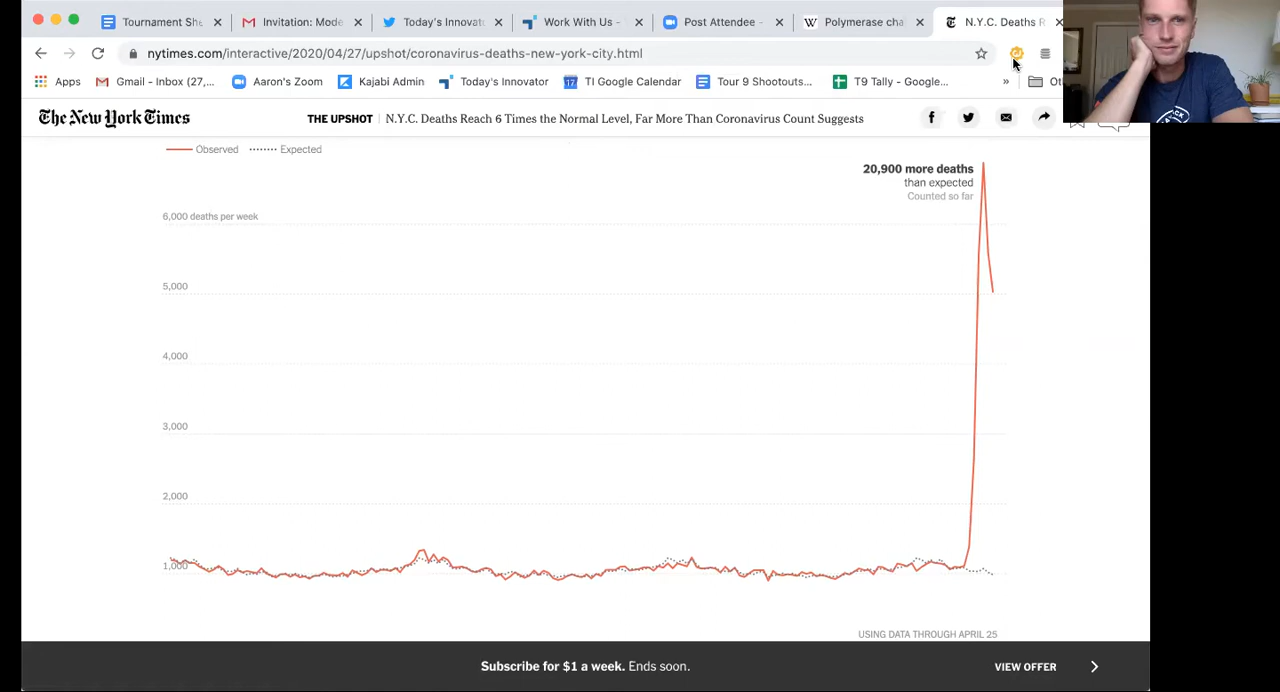 Tournament She
Invitation: Mode
Today's Innovato
Work With Us -
Post Attendee -
W Polymerase cha
N.Y.C. Deaths R
nytimes.com/interactive/2020/04/27/upshot/coronavirus-deaths-new-york-city.html
Apps
Gmail - Inbox (27,...
Aaron's Zoom
Kajabi Admin
Today's Innovator
17 TI Google Calendar
Tour 9 Shootouts...
T9 Tally - Google...
»
The New York Times
THE UPSHOT | N.Y.C. Deaths Reach 6 Times the Normal Level, Far More Than Coronavirus Count Suggests
Observed Expected
20,900 more deaths
than expected
Counted so far
6,000 deaths per week
5,000
4,000
3,000
2,000
1,000
USING DATA THROUGH APRIL 25
Subscribe for $1 a week. Ends soon.
VIEW OFFER